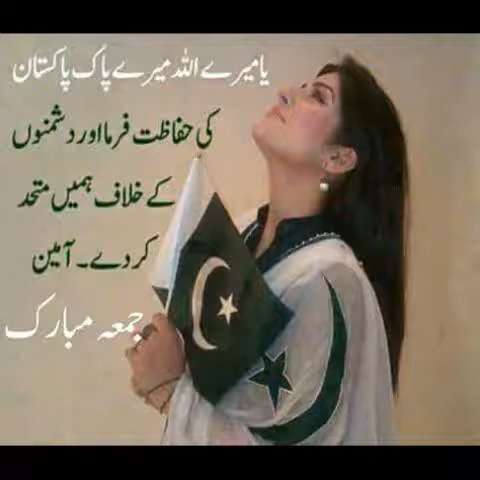 یا میرے اللہ میرے پاک پاکستان
کی حفاظت فرما اور دشمنوں
کے خلاف ہمیں متحد
کر دے۔ آمین
جمعہ مبارک